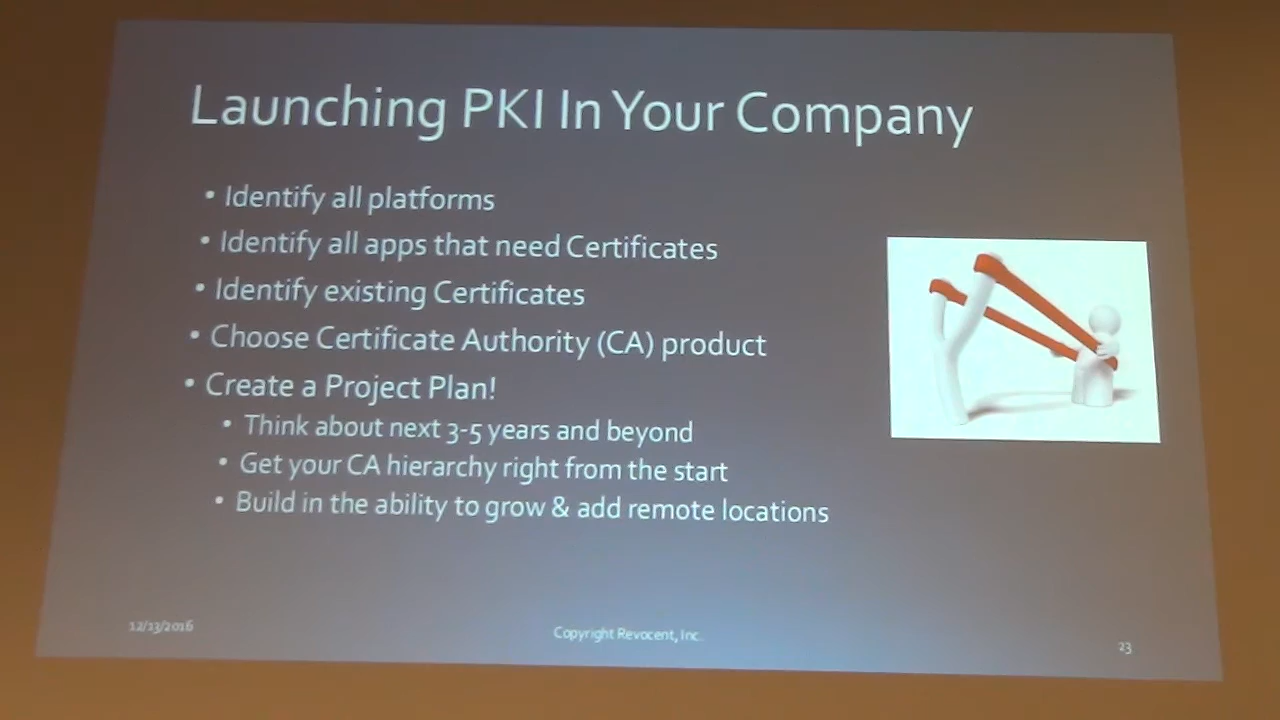 Launching PKI In Your Company
• Identify all platforms
• Identify all apps that need Certificates
• Identify existing Certificates
• Choose Certificate Authority (CA) product
• Create a Project Plan!
• Think about next 3-5 years and beyond
• Get your CA hierarchy right from the start
• Build in the ability to grow & add remote locations
12/13/2016
Copyright Revocent, Inc.
23